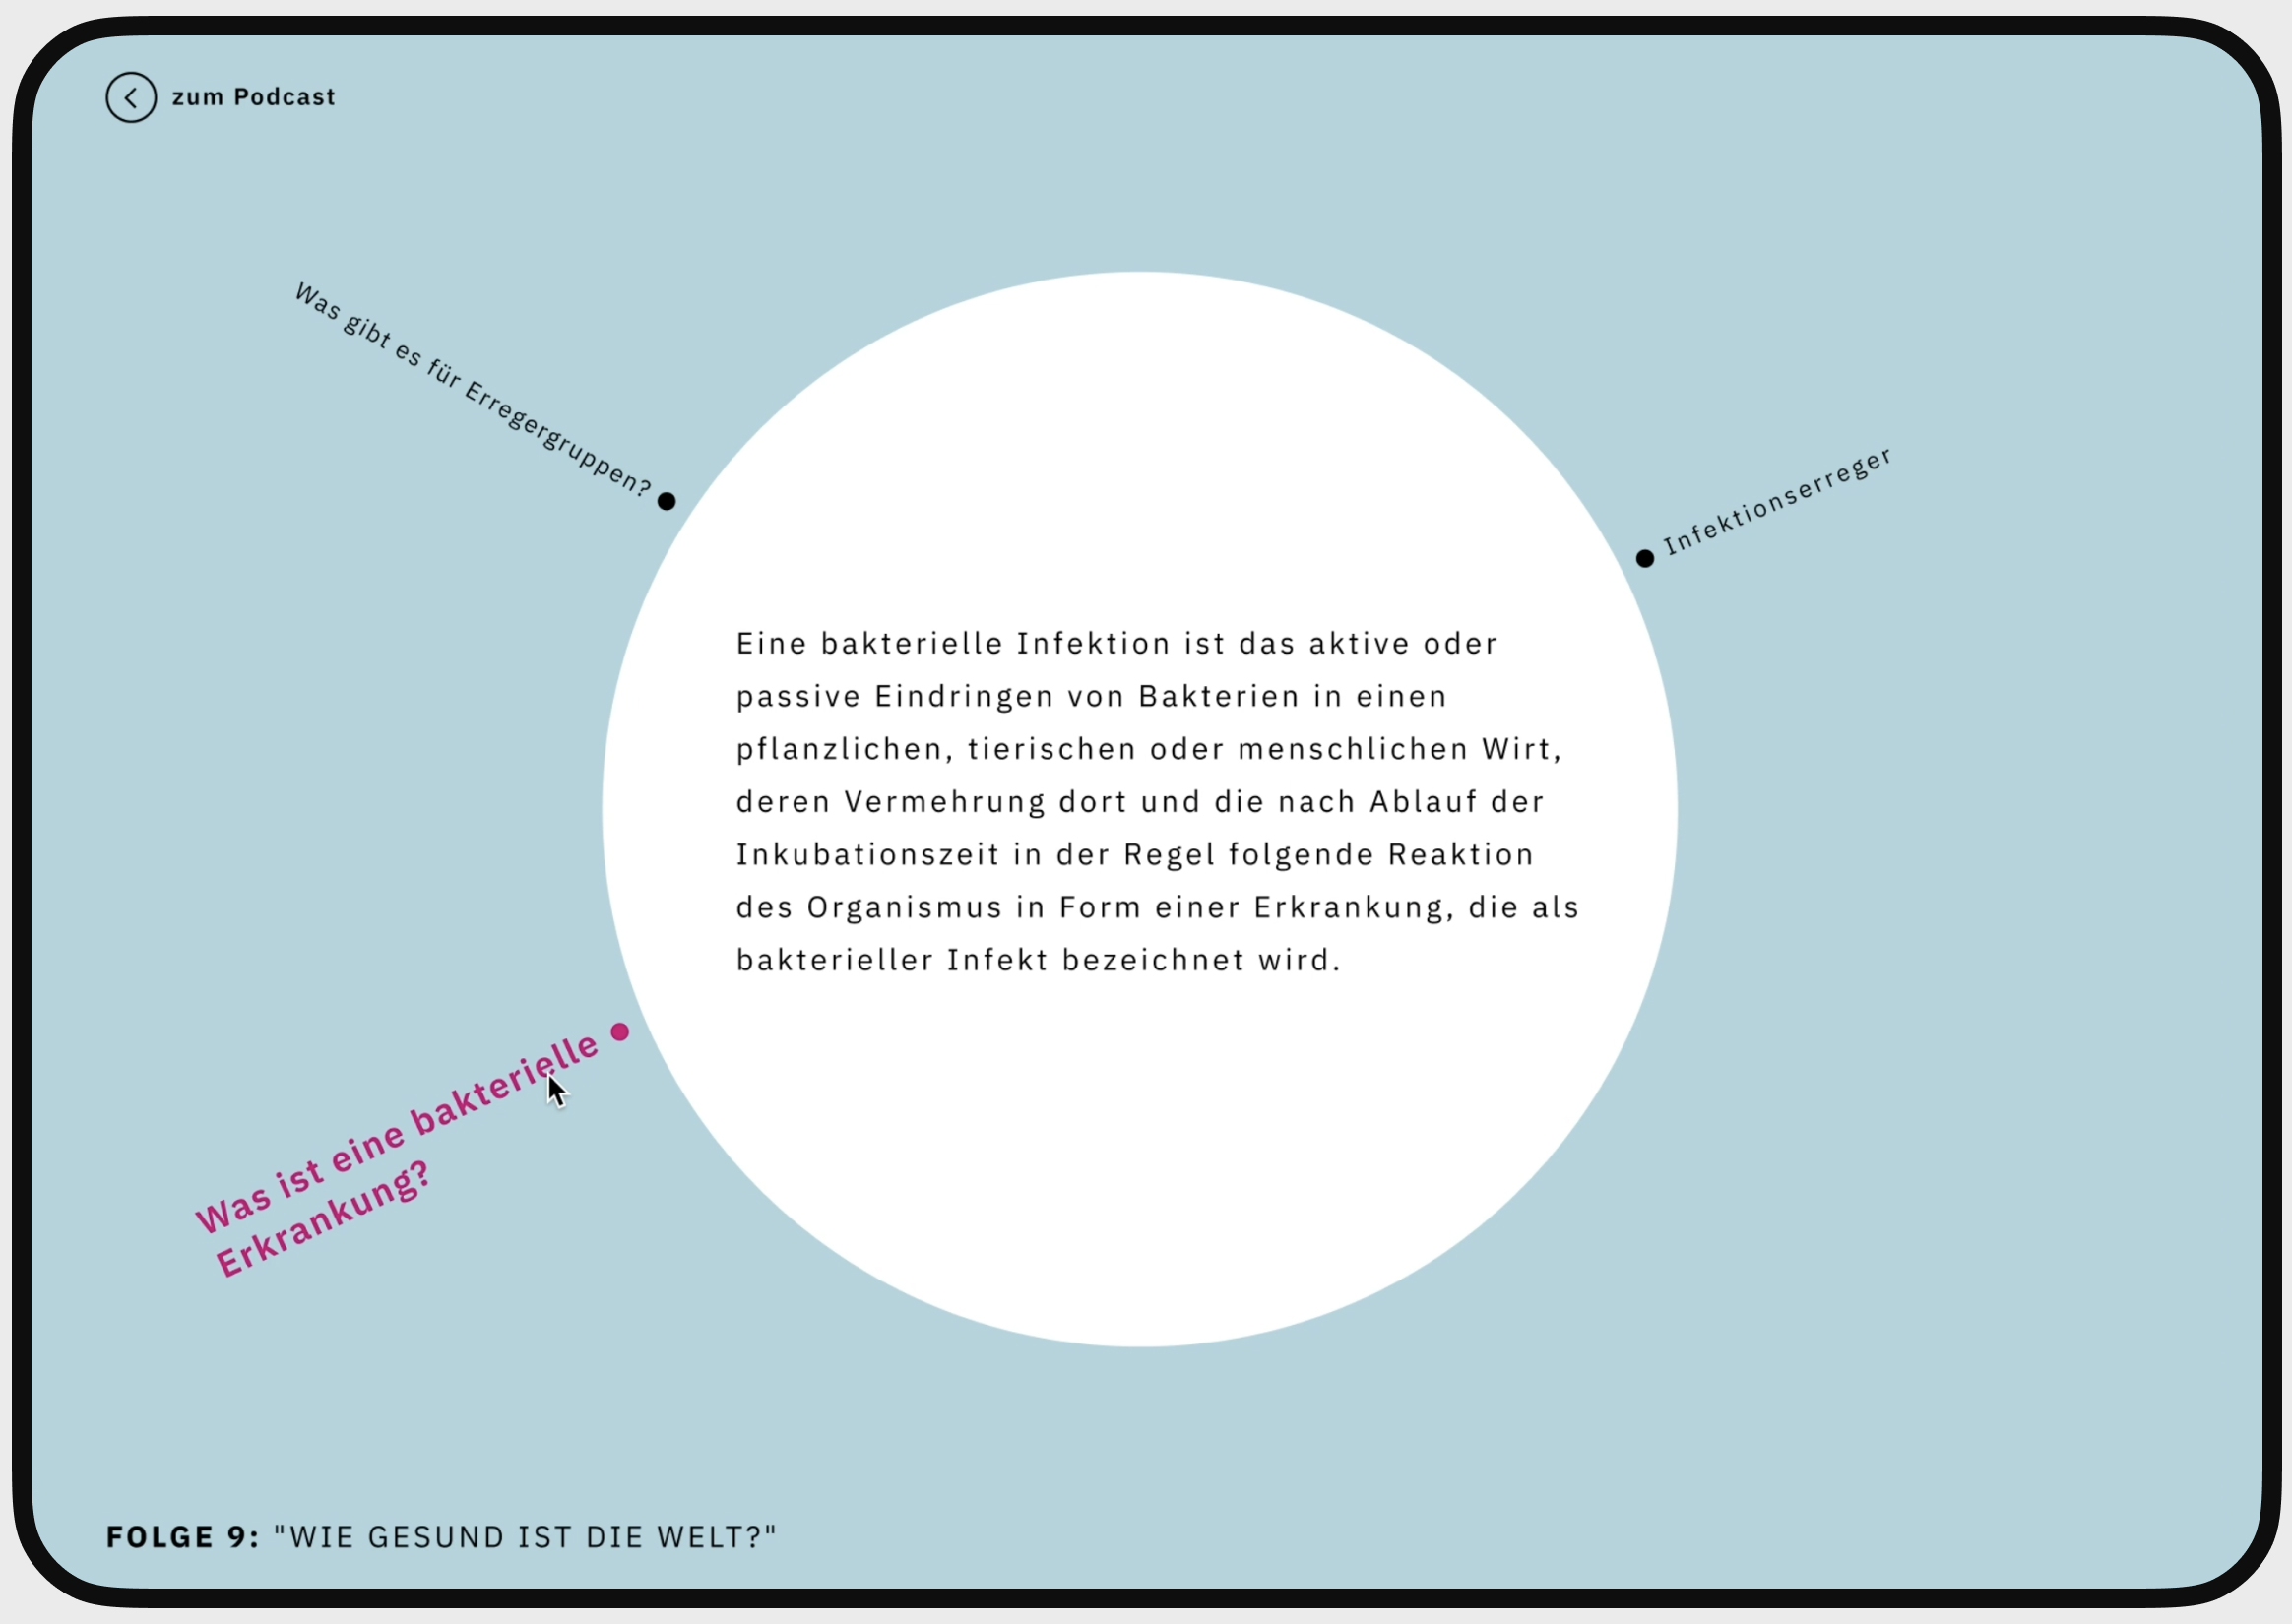 zum Podcast
Was gibt es für Erregergruppen?
Infektionserreger
Eine bakterielle Infektion ist das aktive oder
passive Eindringen von Bakterien in einen
pflanzlichen, tierischen oder menschlichen Wirt,
deren Vermehrung dort und die nach Ablauf der
Inkubationszeit in der Regel folgende Reaktion
des Organismus in Form einer Erkrankung, die als
bakterieller Infekt bezeichnet wird.
Was ist eine bakterielle
Erkrankung?
FOLGE 9: "WIE GESUND IST DIE WELT?"